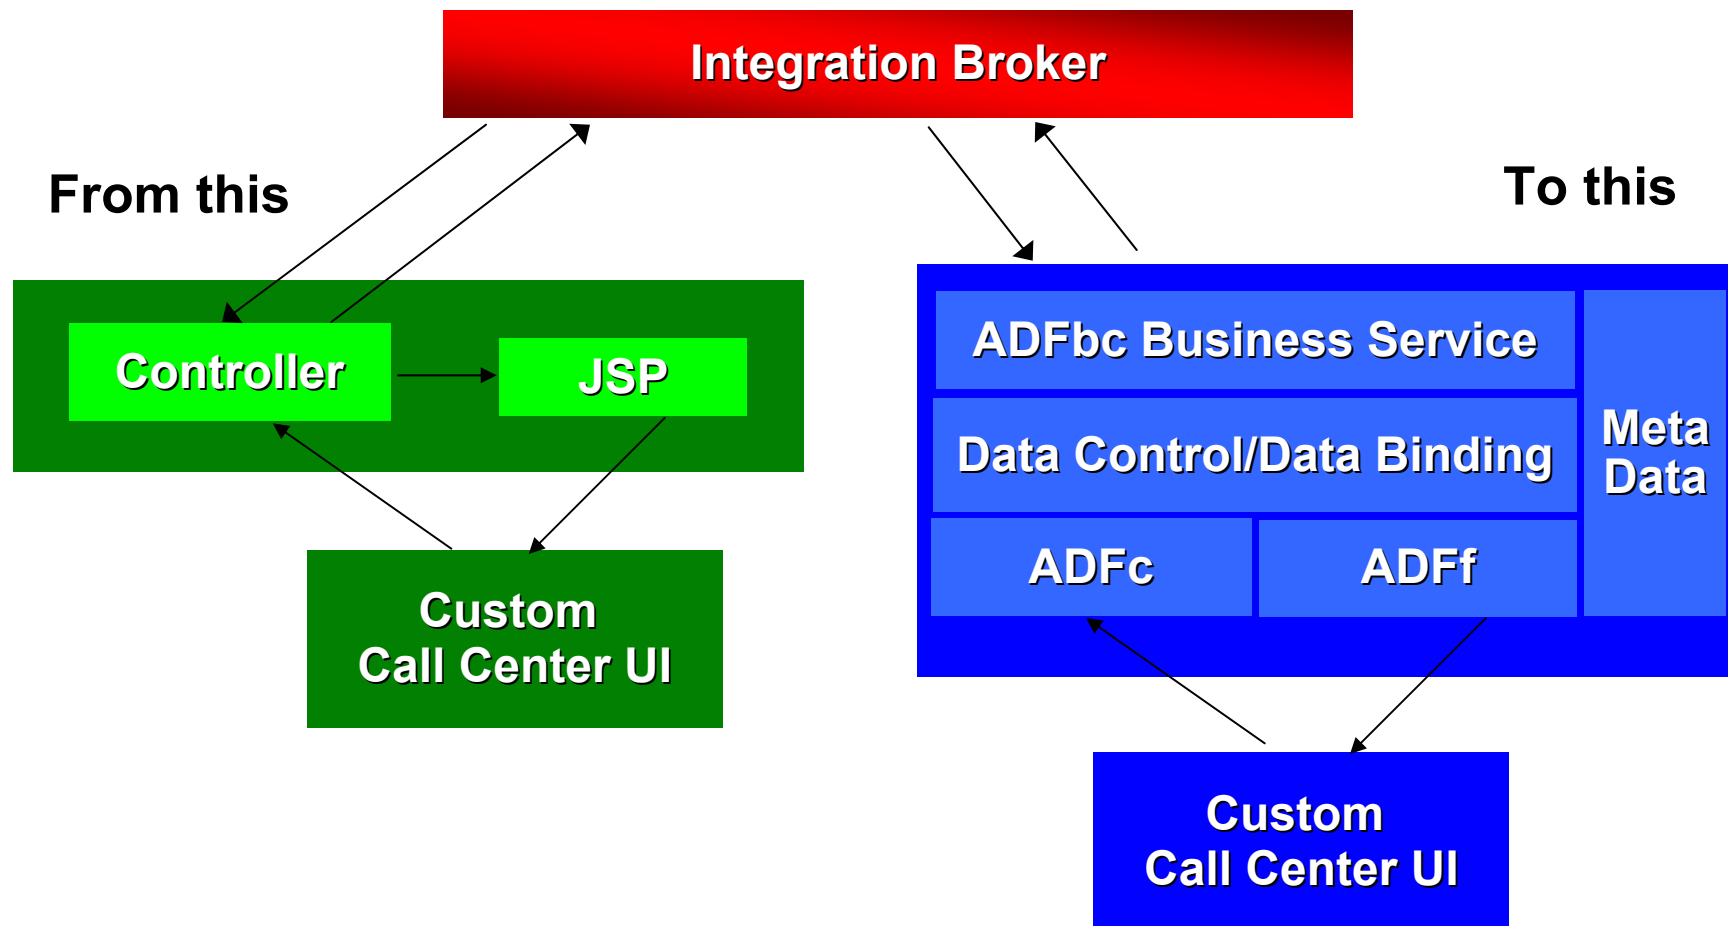 Integration Broker
From this
To this
Controller
JSP
Custom
Call Center UI
ADFbc Business Service
Data Control/Data Binding
Meta
Data
ADFc
ADFf
Custom
Call Center UI